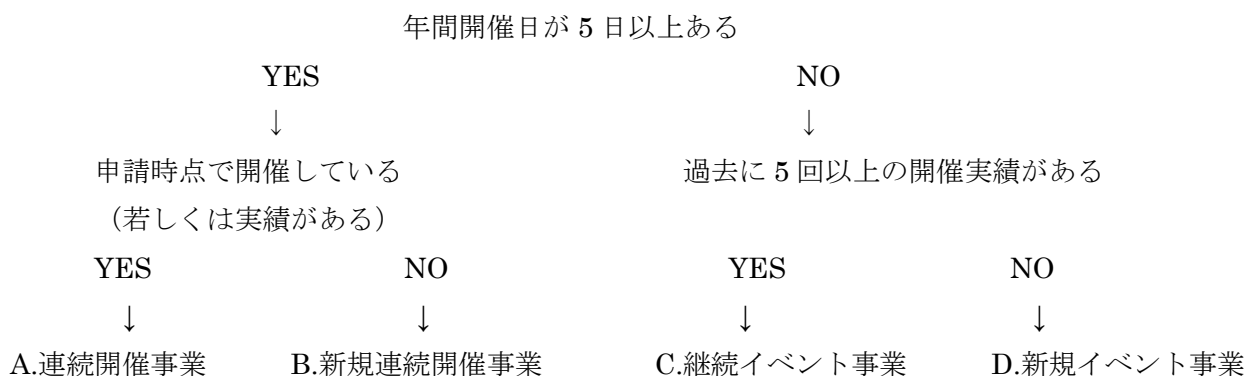 年間開催日が 5 日以上ある
YES NO
↓ ↓
申請時点で開催している 過去に 5 回以上の開催実績がある
（若しくは実績がある）
YES NO YES NO
↓ ↓ ↓ ↓
A.連続開催事業 B.新規連続開催事業 C.継続イベント事業 D.新規イベント事業